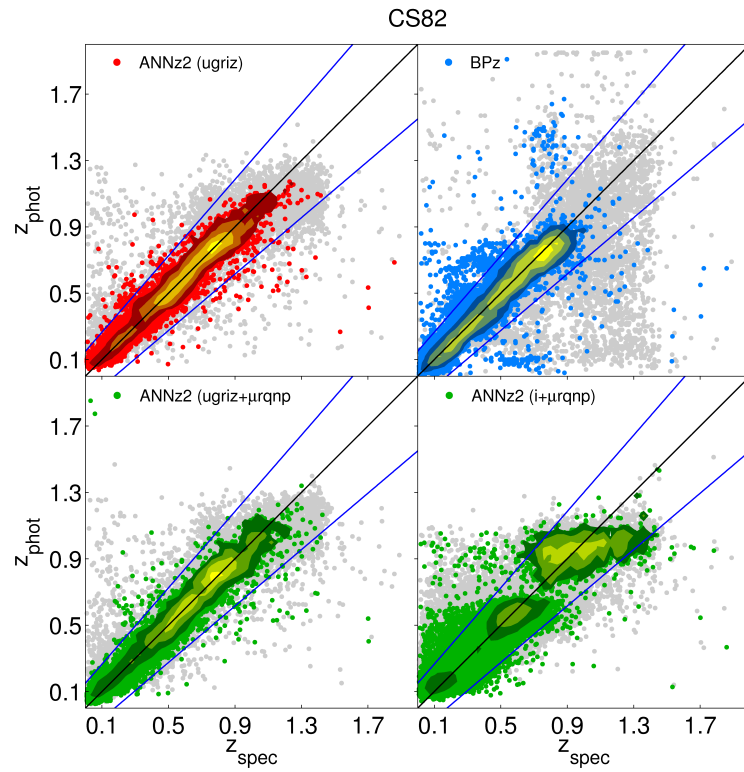 CS82
ANNz2 (ugriz)
BPz
1.7
1.3
0.9
0.5
0.1
z_phot
ANNz2 (ugriz+μrqnp
ANNz2 (i+μrqnp)
1.7
1.3
0.9
0.5
0.1
z_phot
0.1 0.5 0.9 1.3 1.7
0.1 0.5 0.9 1.3 1.7
z_spec
z_spec